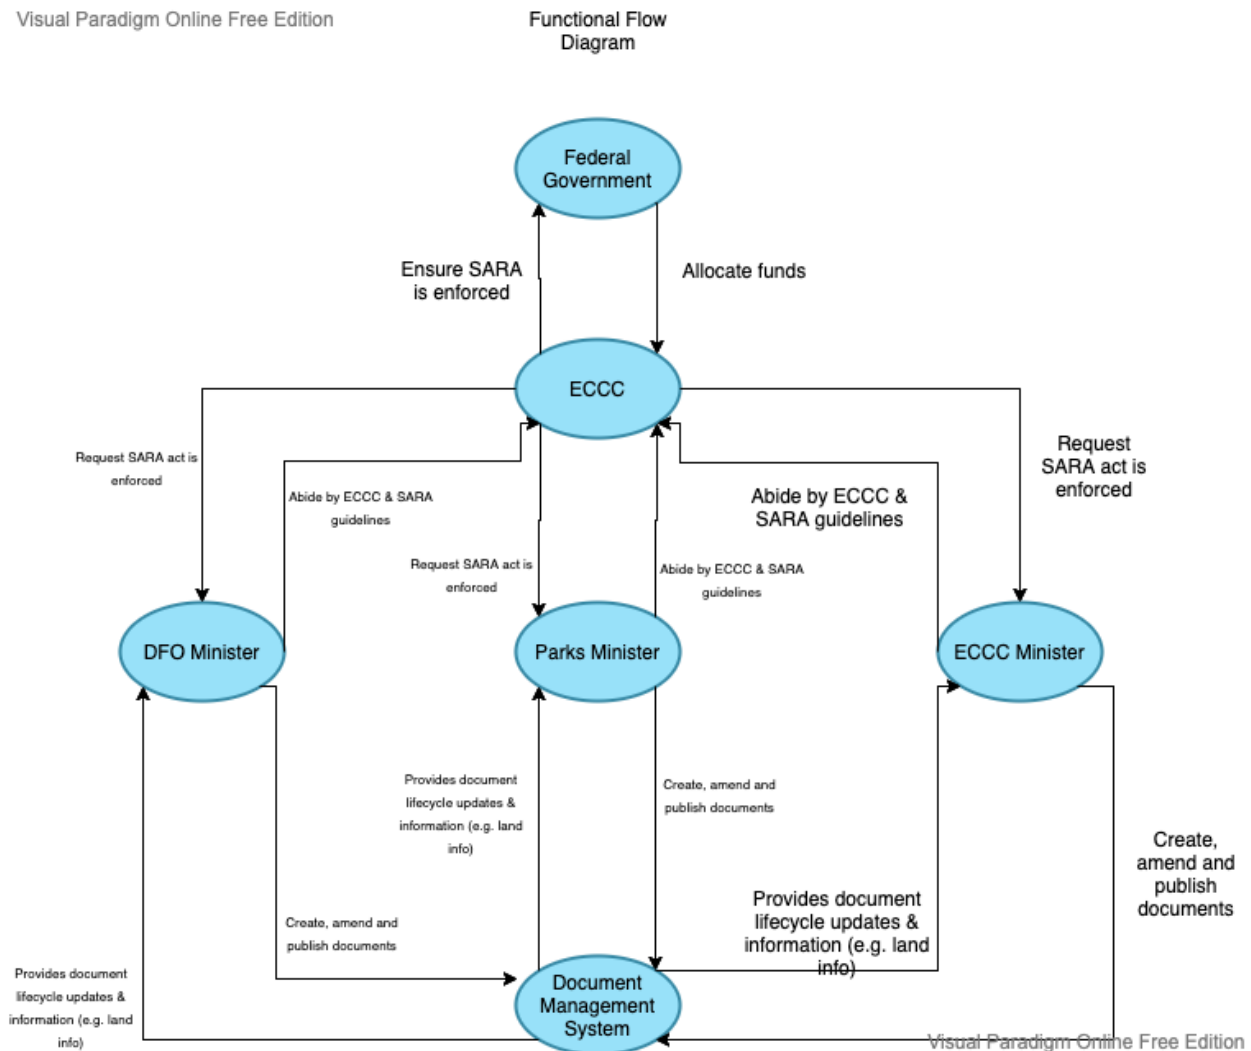 Visual Paradigm Online Free Edition
Functional Flow
Diagram
Federal
Government
Ensure SARA
is enforced
Allocate funds
ECCC
Request SARA act is
enforced
Abide by ECCC & SARA
guidelines
Request SARA act is
enforced
Abide by ECCC & SARA
guidelines
Abide by ECCC &
SARA guidelines
Request
SARA act is
enforced
DFO Minister
Parks Minister
ECCC Minister
Provides document
lifecycle updates &
information (e.g. land
info)
Create, amend and
publish documents
Provides document
lifecycle updates &
information (e.g. land
info)
Create, amend and
publish documents
Provides document
lifecycle updates &
information (e.g. land
info)
Create,
amend and
publish
documents
Document
Management
System
Visual Paradigm Online Free Edition